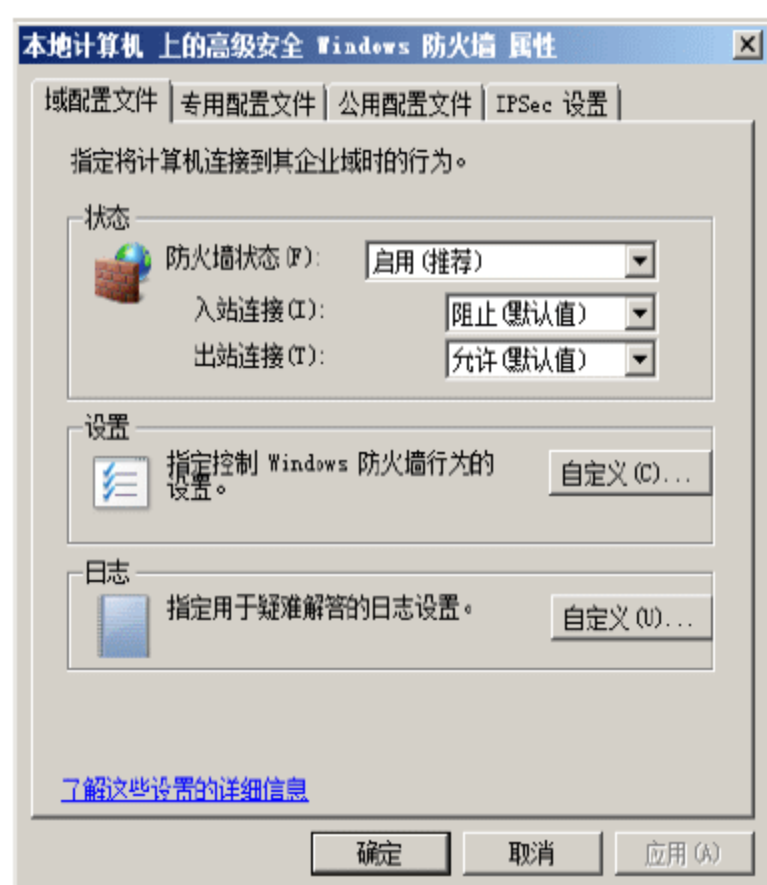 本地计算机 上的高级安全 Windows 防火墙 属性
域配置文件 专用配置文件 公用配置文件 IPSec 设置
指定将计算机连接到其企业域时的行为。
状态
防火墙状态(F): 启用(推荐)
入站连接(I): 阻止(默认值)
出站连接(T): 允许(默认值)
设置
指定控制 Windows 防火墙行为的
设置。
自定义(C)...
日志
指定用于疑难解答的日志设置。
自定义(U)...
了解这些设置的详细信息
确定 取消 应用(A)